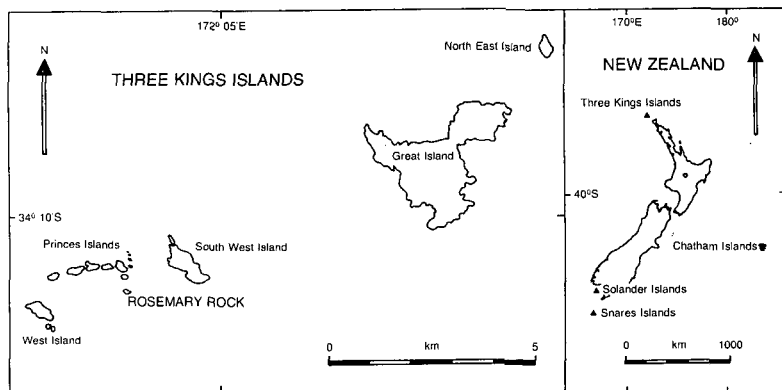 172° 05'E
North East Island
N
THREE KINGS ISLANDS
Great Island
34° 10'S
Princes Islands
South West Island
ROSEMARY ROCK
West Island
0
km
5
170°E
180°
N
NEW ZEALAND
Three Kings Islands
40°S
Chatham Islands
Solander Islands
Snares Islands
0
km
1000